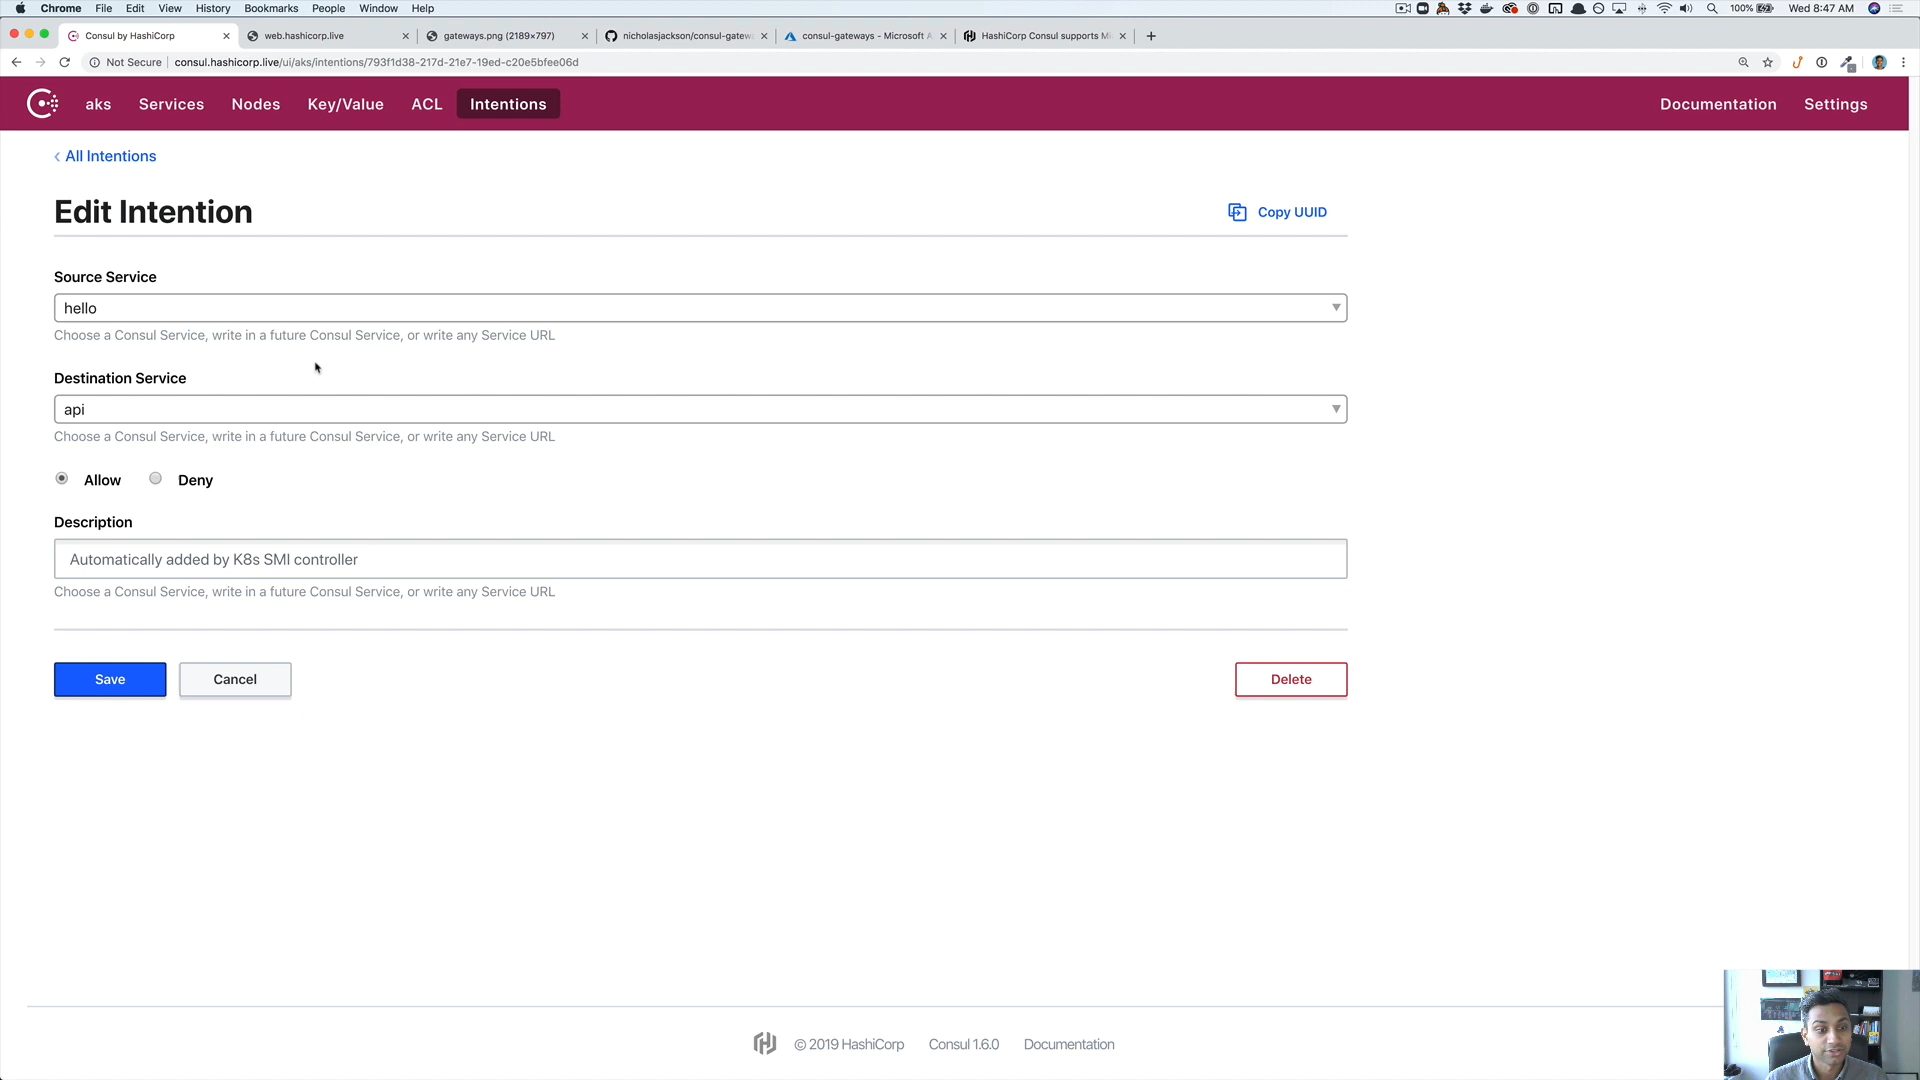 Chrome File Edit View History Bookmarks People Window Help 100% Wed 8:47 AM
Consul by HashiCorp web.hashicorp.live gateways.png (2189×797) nicholasjackson/consul-gatew consul-gateways - Microsoft A HashiCorp Consul supports Mi
Not Secure consul.hashicorp.live/ui/aks/intentions/793f1d38-217d-21e7-19ed-c20e5bfee06d
aks Services Nodes Key/Value ACL Intentions Documentation Settings
‹ All Intentions
Edit Intention
Copy UUID
Source Service
hello
Choose a Consul Service, write in a future Consul Service, or write any Service URL
Destination Service
api
Choose a Consul Service, write in a future Consul Service, or write any Service URL
Allow Deny
Description
Automatically added by K8s SMI controller
Choose a Consul Service, write in a future Consul Service, or write any Service URL
Save Cancel Delete
© 2019 HashiCorp Consul 1.6.0 Documentation